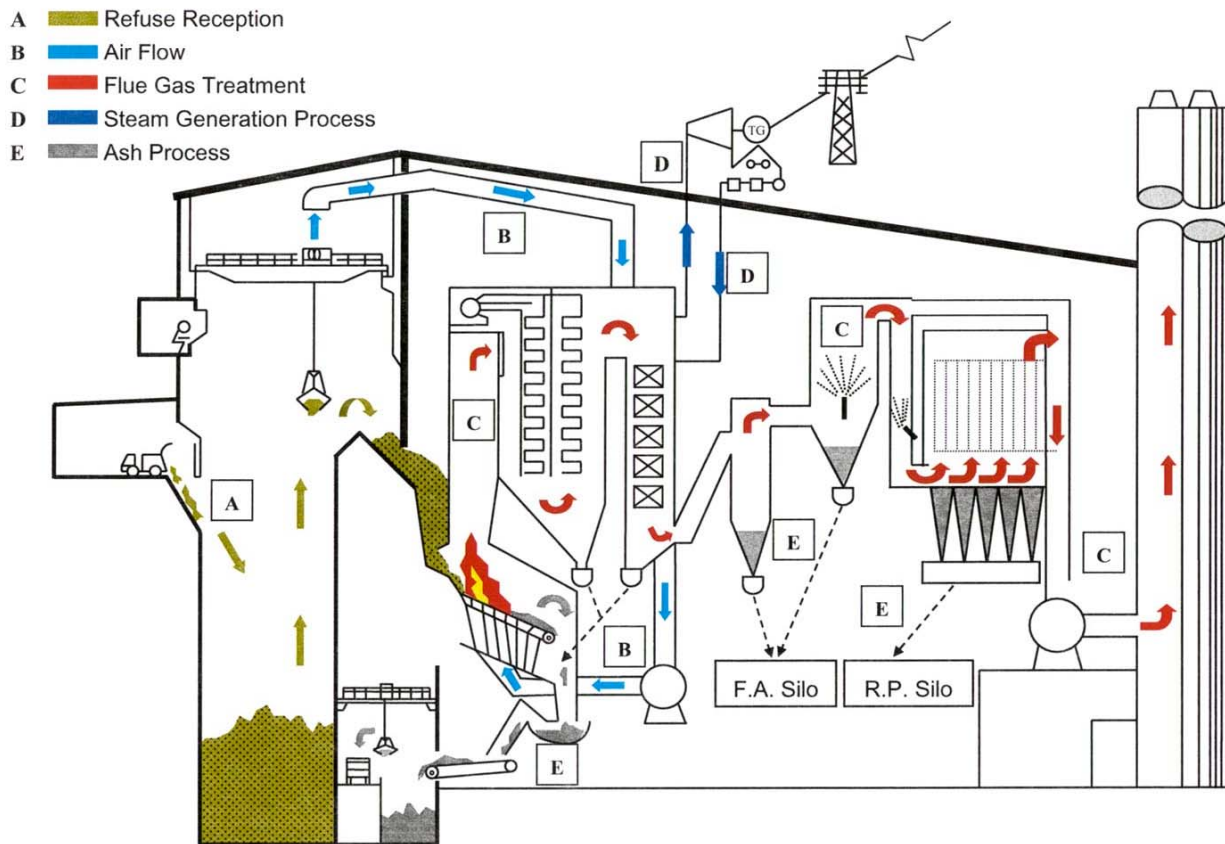 A Refuse Reception
B Air Flow
C Flue Gas Treatment
D Steam Generation Process
E Ash Process
TG
D
B
D
C
C
A
E
C
E
B
F.A. Silo
R.P. Silo
E